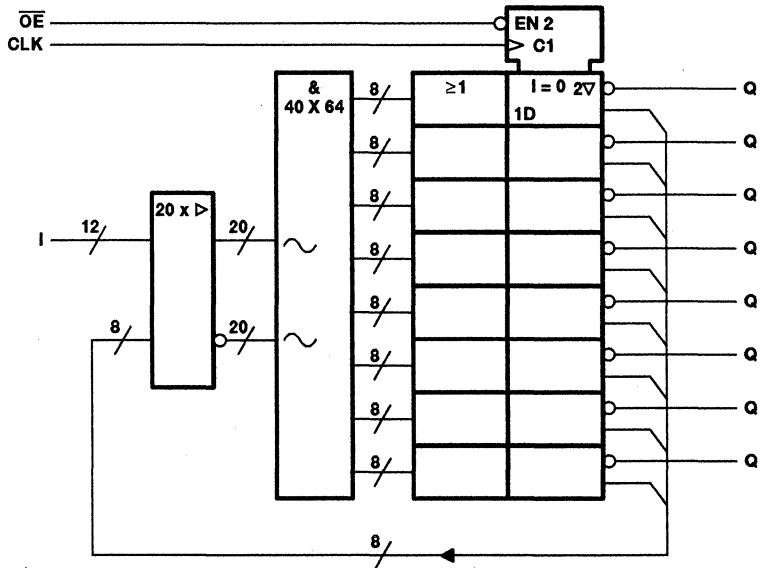 OE EN 2
CLK C1
& 40 X 64
8 ≥1 I = 0 2▽ Q
1D
8 Q
8 Q
20 x ▷
I 12 20 8 Q
8 Q
8 20 8 Q
8 Q
8 Q
8